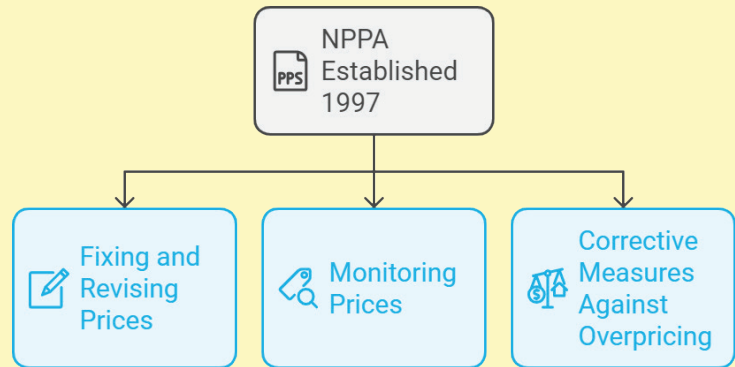 PPS
NPPA
Established
1997
Fixing and
Revising
Prices
Monitoring
Prices
$
Corrective
Measures
Against
Overpricing